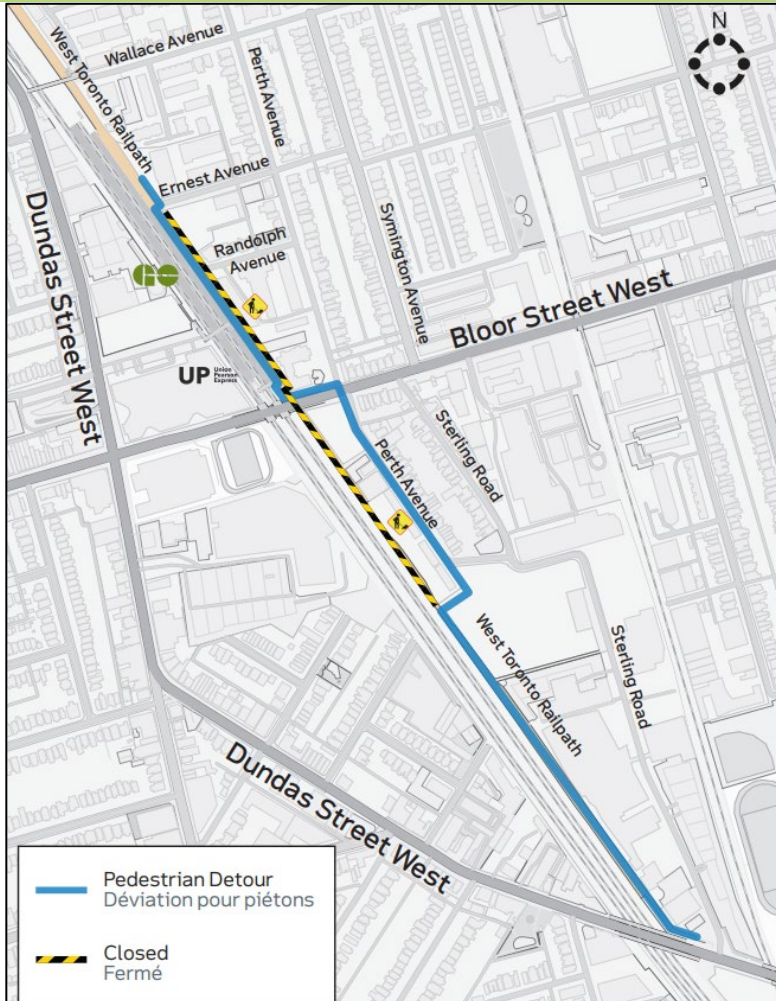 N
Wallace Avenue
West Toronto Railpath
Perth
Avenue
Ernest Avenue
Dundas Street West
Randolph
Avenue
Symington Avenue
GO
Bloor Street West
UP Union
Pearson
Express
Sterling Road
Perth Avenue
West Toronto Railpath
Sterling Road
Dundas Street West
Pedestrian Detour
Déviation pour piétons
Closed
Fermé